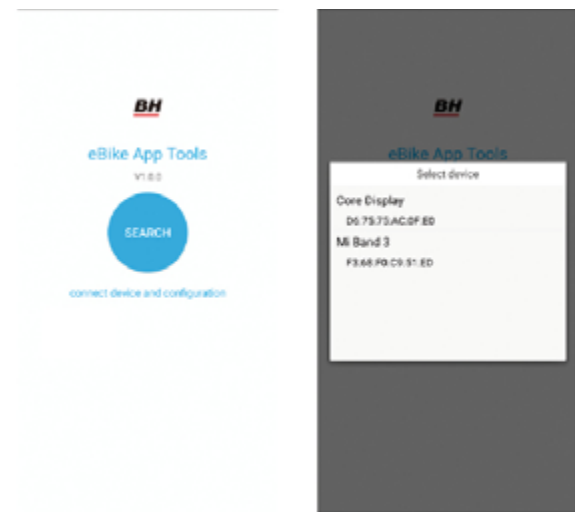 BH
eBike App Tools
V1.0.0
SEARCH
connect device and configuration
BH
eBike App Tools
Select device
Core Display
D6:75:73:AC:0F:E0
Mi Band 3
F3:68:F0:C9:51:ED